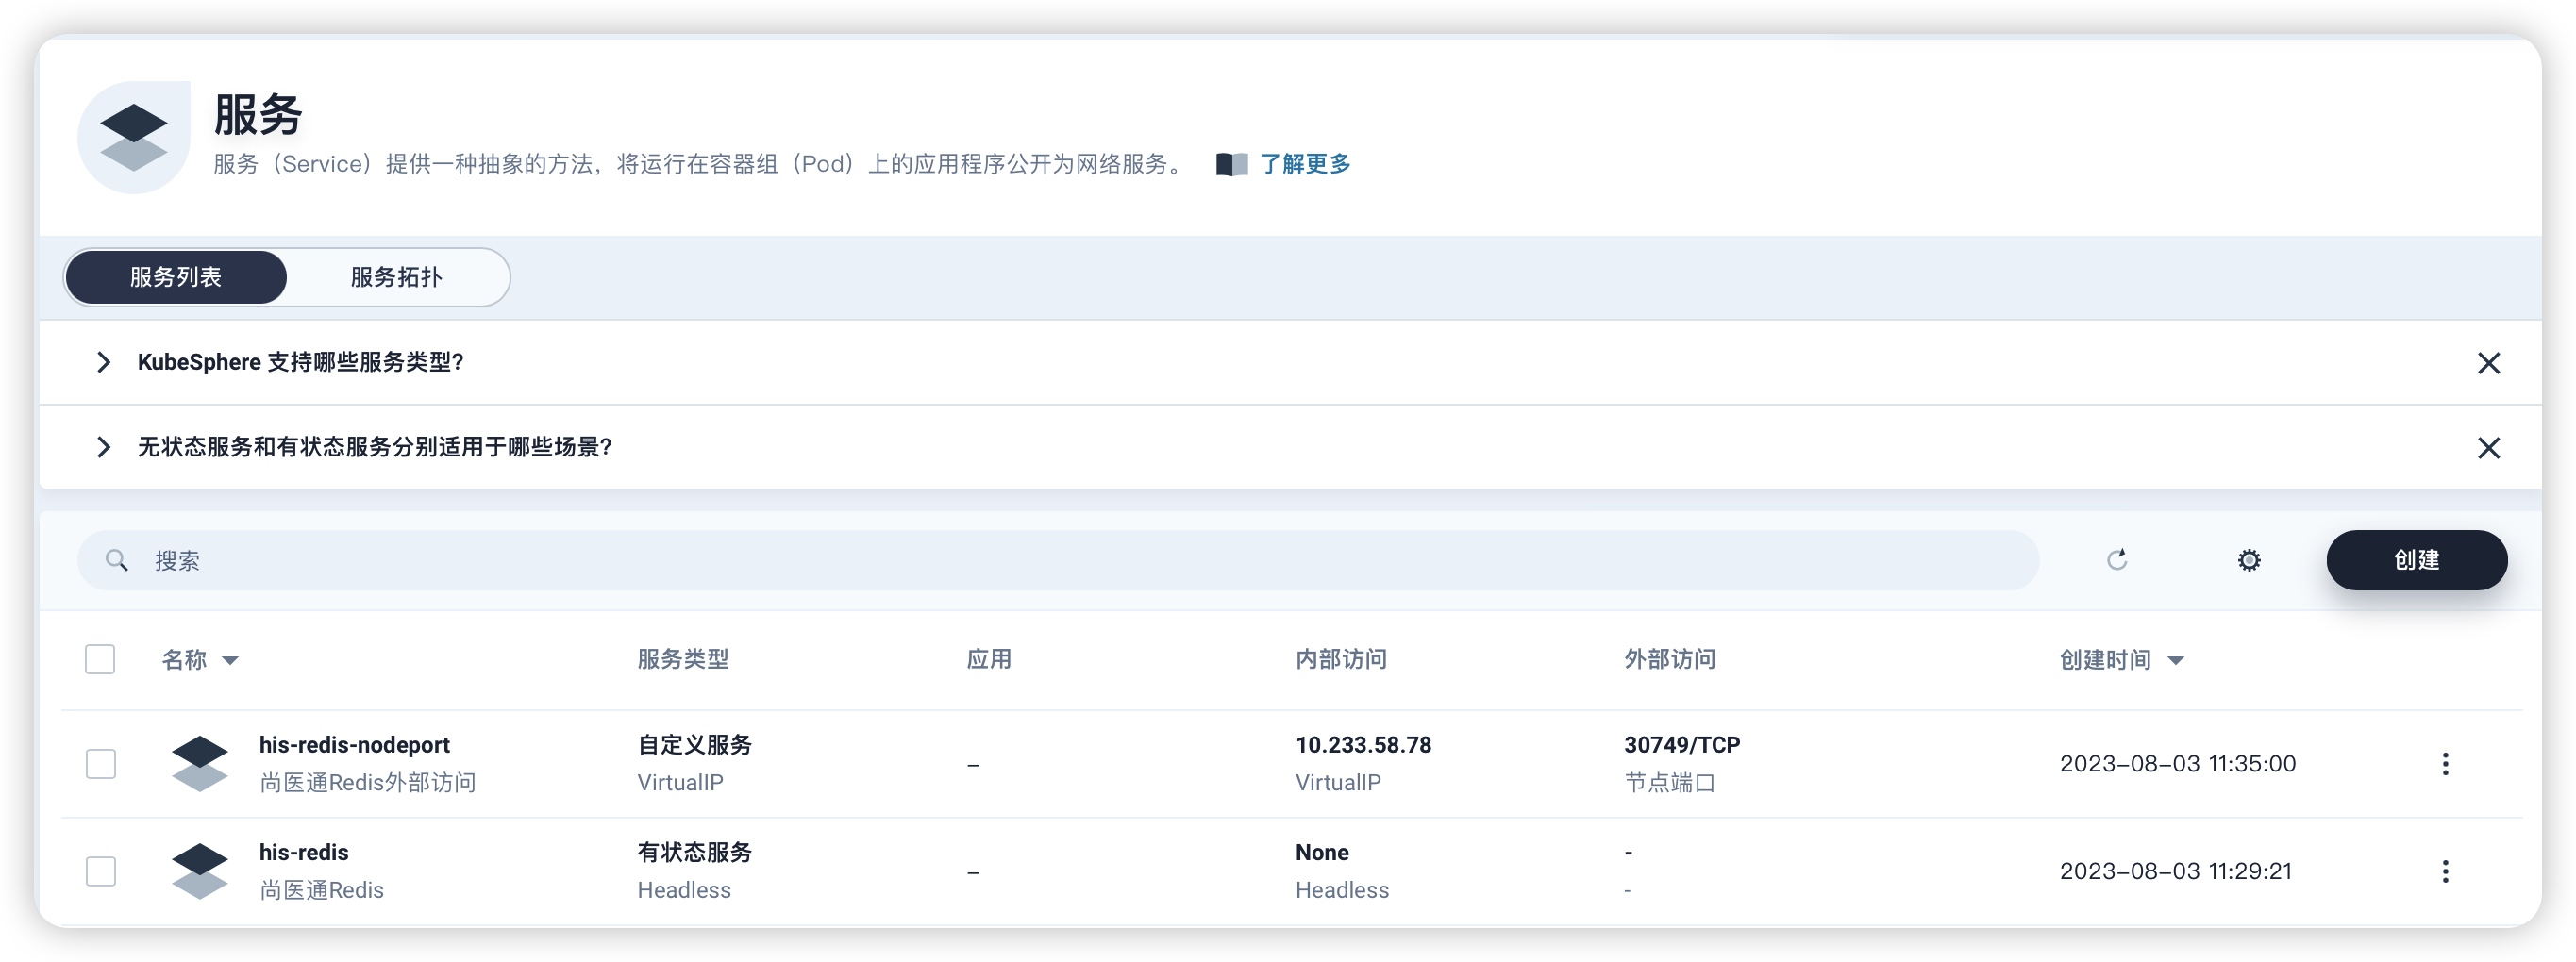 服务
服务（Service）提供一种抽象的方法，将运行在容器组（Pod）上的应用程序公开为网络服务。 了解更多
服务列表 服务拓扑
KubeSphere 支持哪些服务类型?
无状态服务和有状态服务分别适用于哪些场景?
搜索 创建
名称 服务类型 应用 内部访问 外部访问 创建时间
his-redis-nodeport 自定义服务 – 10.233.58.78 30749/TCP 2023-08-03 11:35:00
尚医通Redis外部访问 VirtualIP VirtualIP 节点端口
his-redis 有状态服务 – None - 2023-08-03 11:29:21
尚医通Redis Headless Headless -